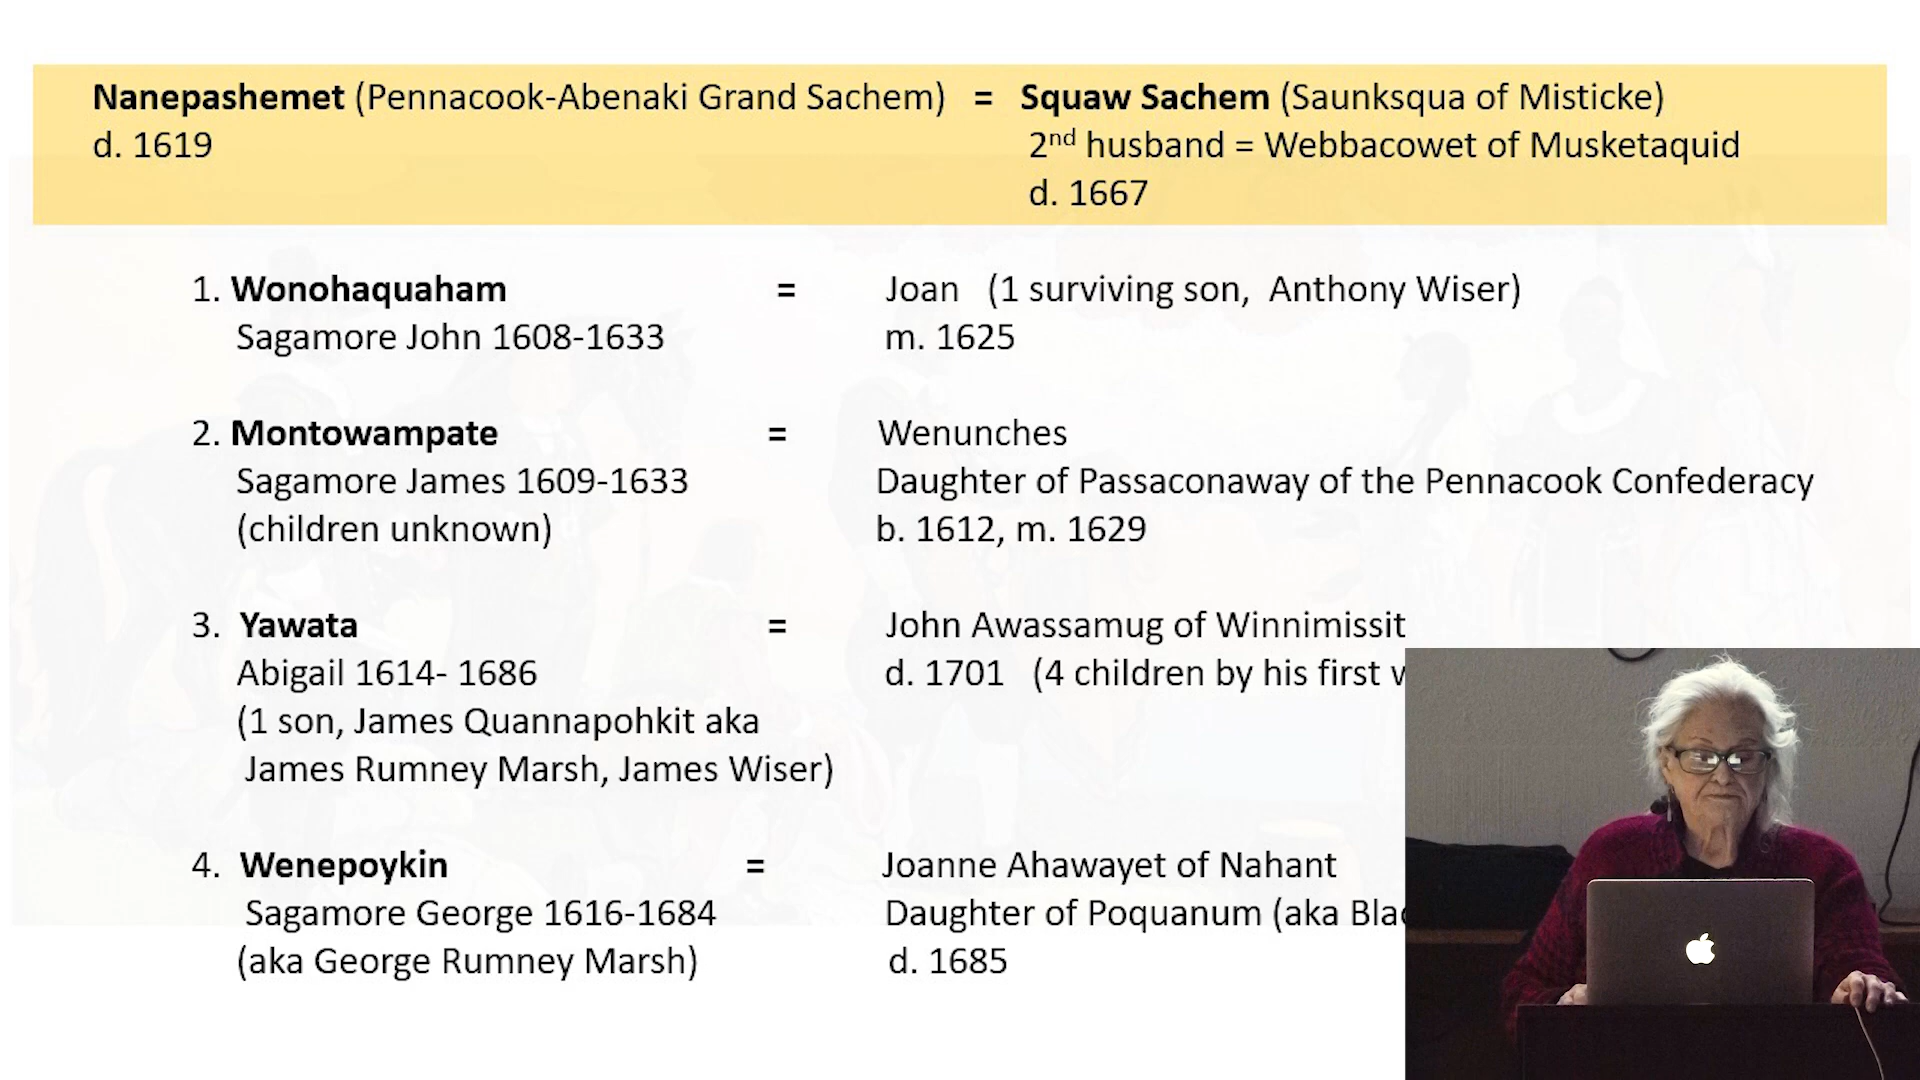 Nanepashemet (Pennacook-Abenaki Grand Sachem) = Squaw Sachem (Saunksqua of Misticke)
d. 1619 2nd husband = Webbacowet of Musketaquid
d. 1667
1. Wonohaquaham = Joan (1 surviving son, Anthony Wiser)
Sagamore John 1608-1633 m. 1625
2. Montowampate = Wenunches
Sagamore James 1609-1633 Daughter of Passaconaway of the Pennacook Confederacy
(children unknown) b. 1612, m. 1629
3. Yawata = John Awassamug of Winnimissit
Abigail 1614- 1686 d. 1701 (4 children by his first
(1 son, James Quannapohkit aka
James Rumney Marsh, James Wiser)
4. Wenepoykin = Joanne Ahawayet of Nahant
Sagamore George 1616-1684 Daughter of Poquanum (aka
(aka George Rumney Marsh) d. 1685